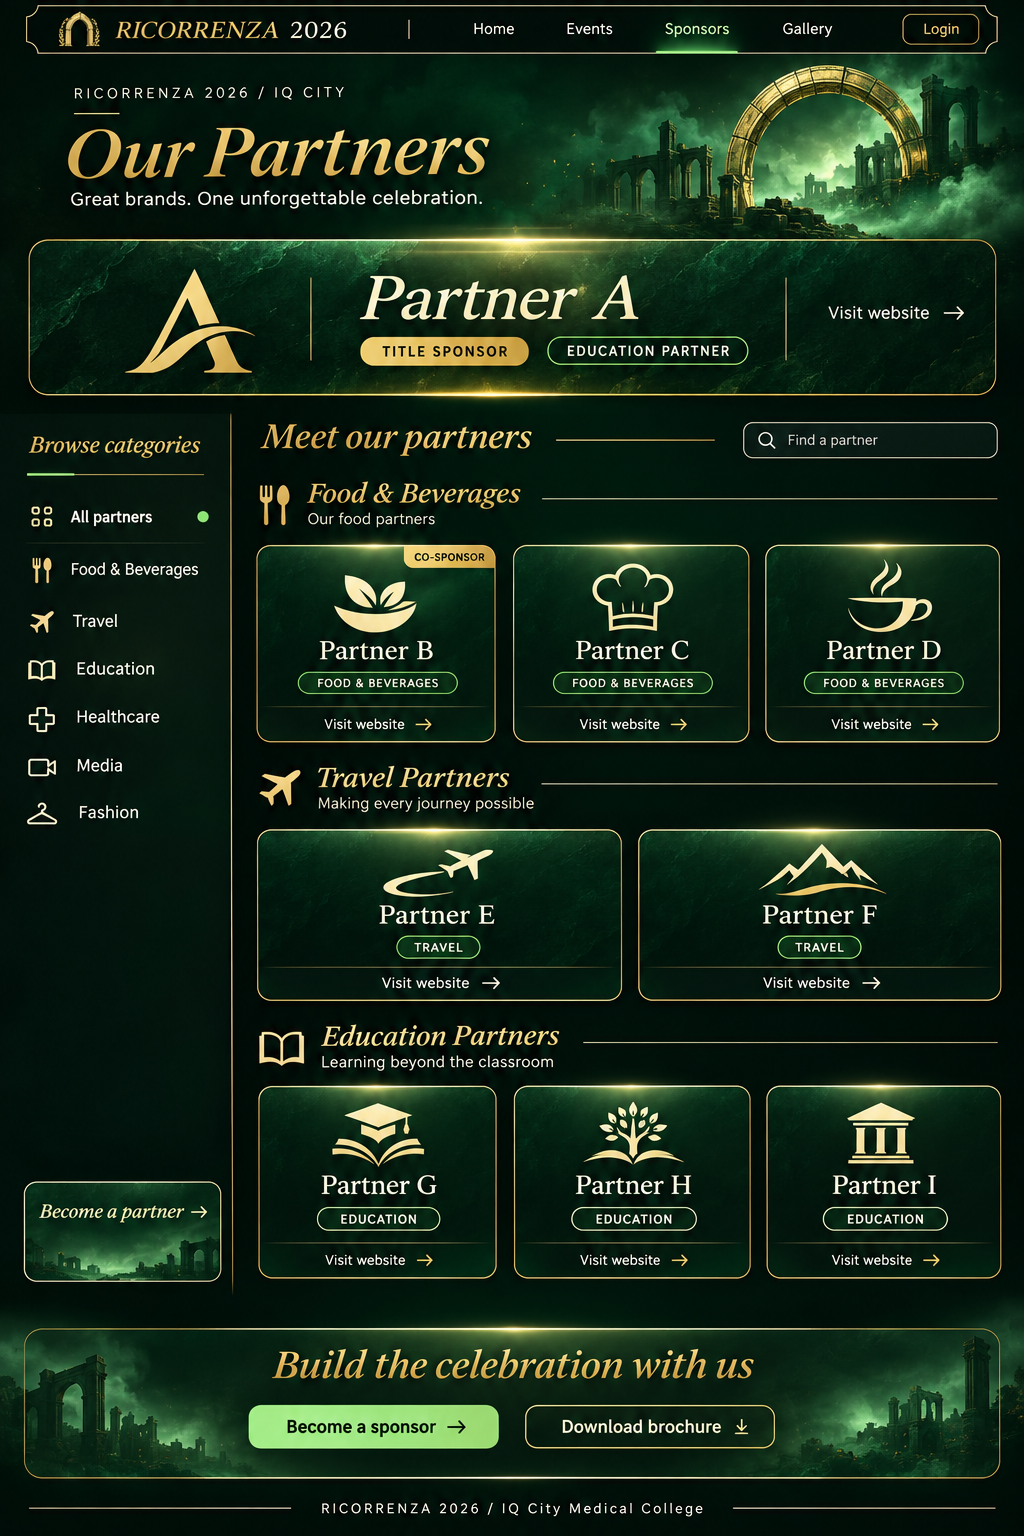 RICORRENZA 2026
Home
Events
Sponsors
Gallery
Login
RICORRENZA 2026 / IQ CITY
Our Partners
Great brands. One unforgettable celebration.
Partner A
TITLE SPONSOR
EDUCATION PARTNER
Visit website →
Browse categories
All partners
Food & Beverages
Travel
Education
Healthcare
Media
Fashion
Become a partner →
Meet our partners
Find a partner
Food & Beverages
Our food partners
CO-SPONSOR
Partner B
FOOD & BEVERAGES
Visit website →
Partner C
FOOD & BEVERAGES
Visit website →
Partner D
FOOD & BEVERAGES
Visit website →
Travel Partners
Making every journey possible
Partner E
TRAVEL
Visit website →
Partner F
TRAVEL
Visit website →
Education Partners
Learning beyond the classroom
Partner G
EDUCATION
Visit website →
Partner H
EDUCATION
Visit website →
Partner I
EDUCATION
Visit website →
Build the celebration with us
Become a sponsor →
Download brochure
RICORRENZA 2026 / IQ City Medical College